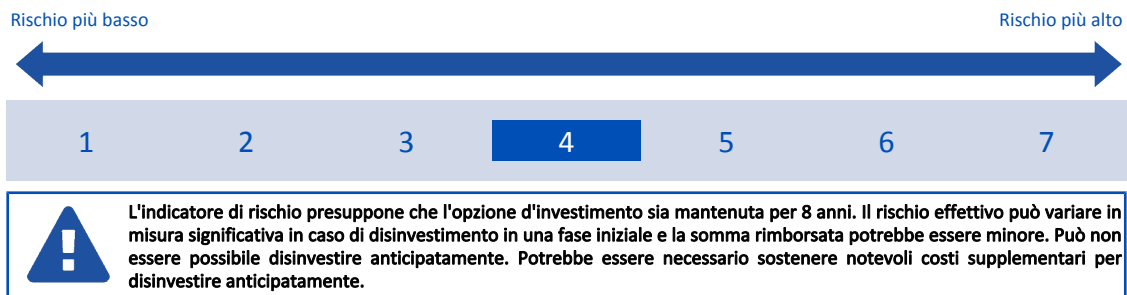 Rischio più basso Rischio più alto
1 2 3 4 5 6 7
L'indicatore di rischio presuppone che l'opzione d'investimento sia mantenuta per 8 anni. Il rischio effettivo può variare in
misura significativa in caso di disinvestimento in una fase iniziale e la somma rimborsata potrebbe essere minore. Può non
essere possibile disinvestire anticipatamente. Potrebbe essere necessario sostenere notevoli costi supplementari per
disinvestire anticipatamente.